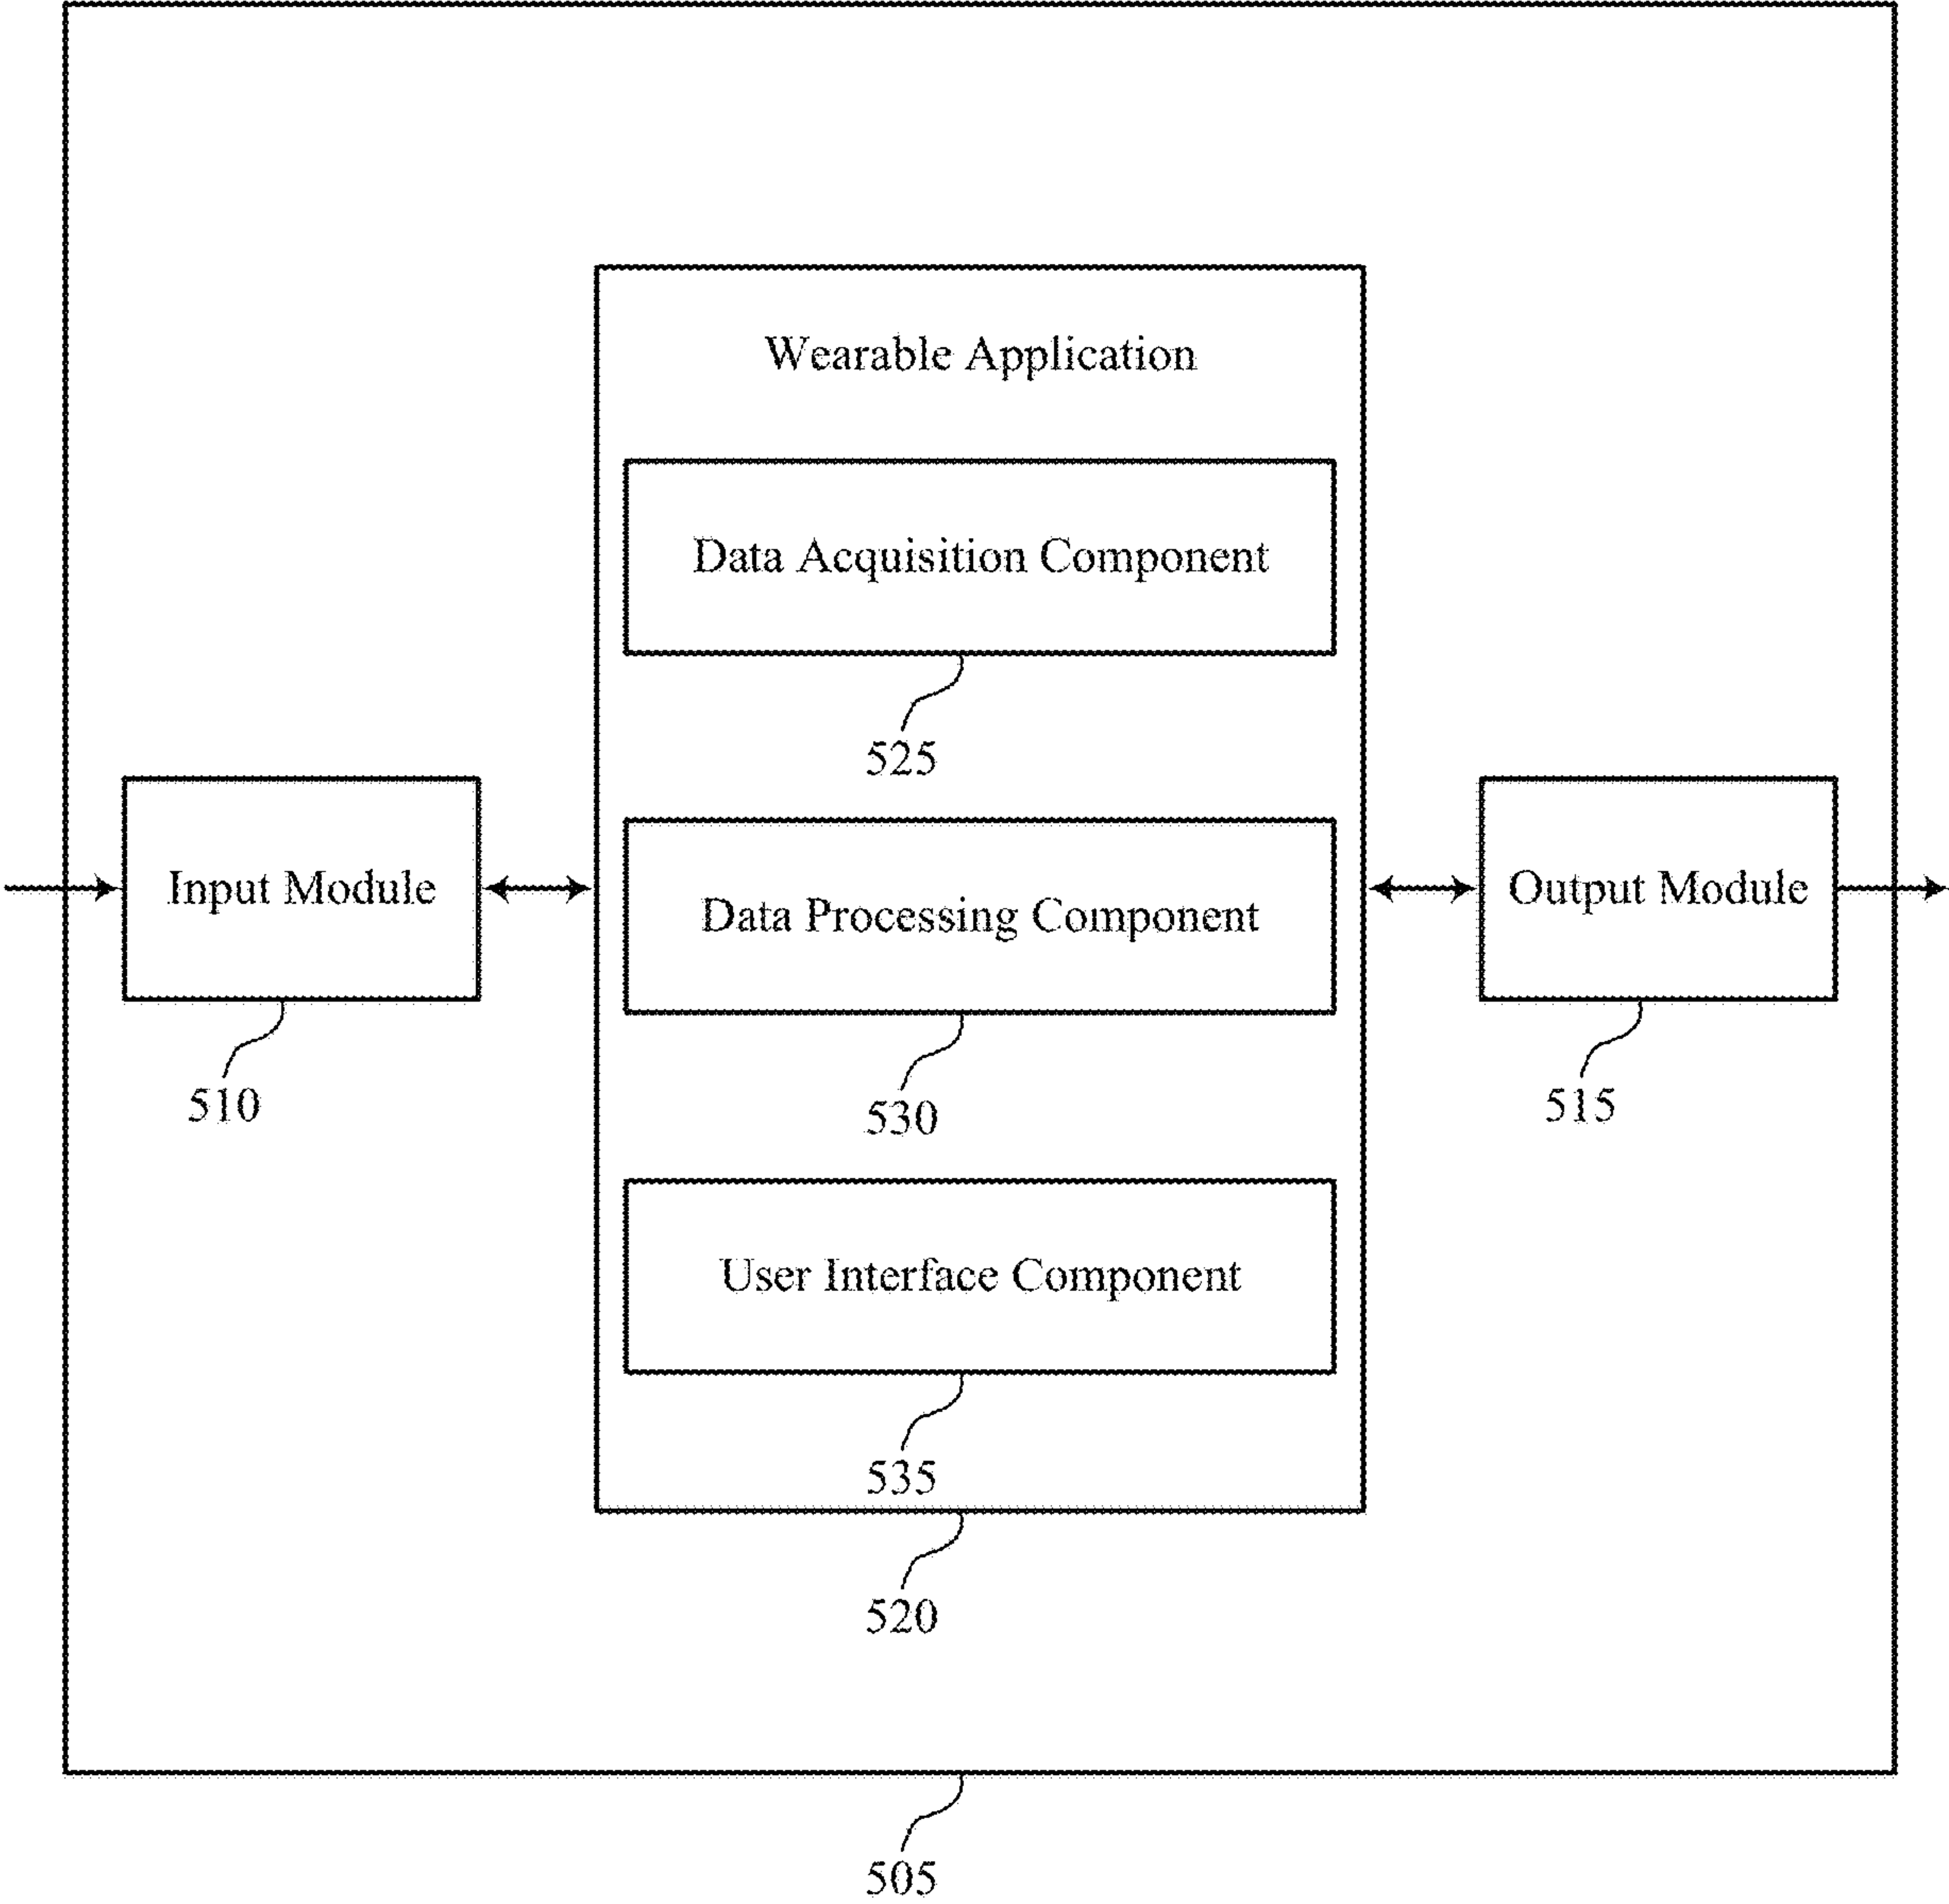 Wearable Application
Data Acquisition Component
525
Input Module
Data Processing Component
Output Module
510
530
515
User Interface Component
535
520
505